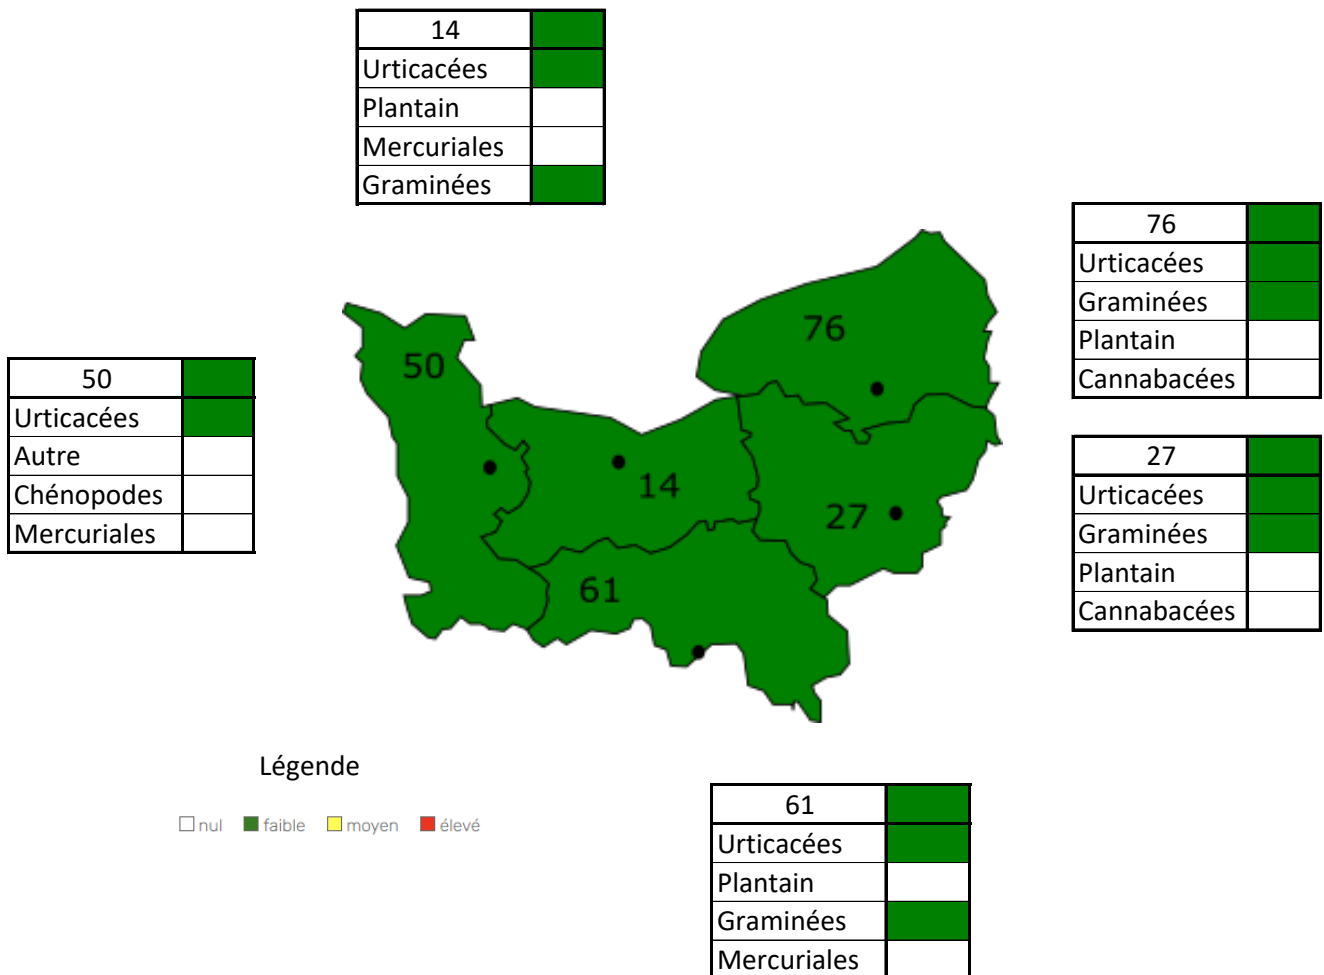 14
Urticacées
Plantain
Mercuriales
Graminées
76
Urticacées
Graminées
Plantain
Cannabacées
50
Urticacées
Autre
Chénopodes
Mercuriales
27
Urticacées
Graminées
Plantain
Cannabacées
76
50
14
27
61
Légende
nul faible moyen élevé
61
Urticacées
Plantain
Graminées
Mercuriales